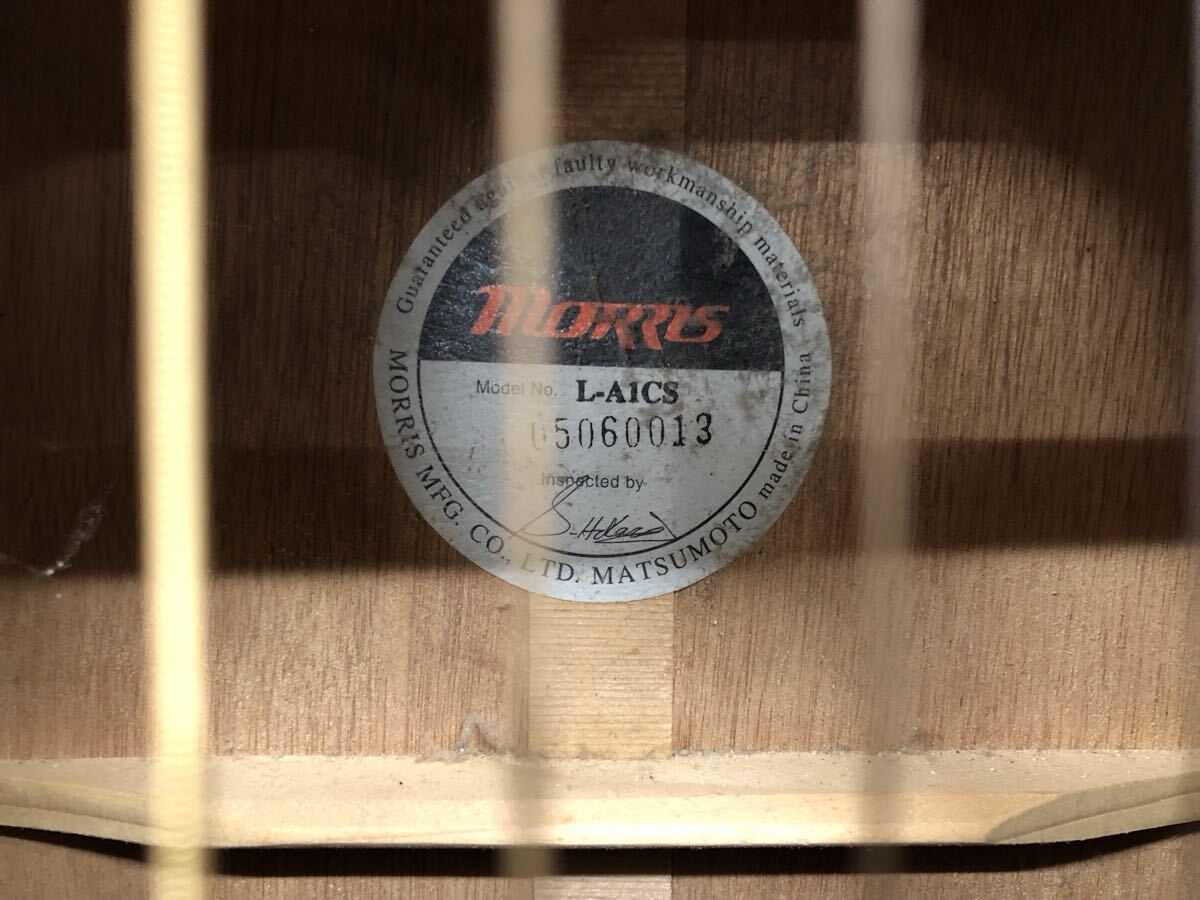 Guaranteed against faulty workmanship materials
MORRIS
Model No. L-A1CS
05060013
Inspected by
MORRIS MFG. CO., LTD. MATSUMOTO made in China